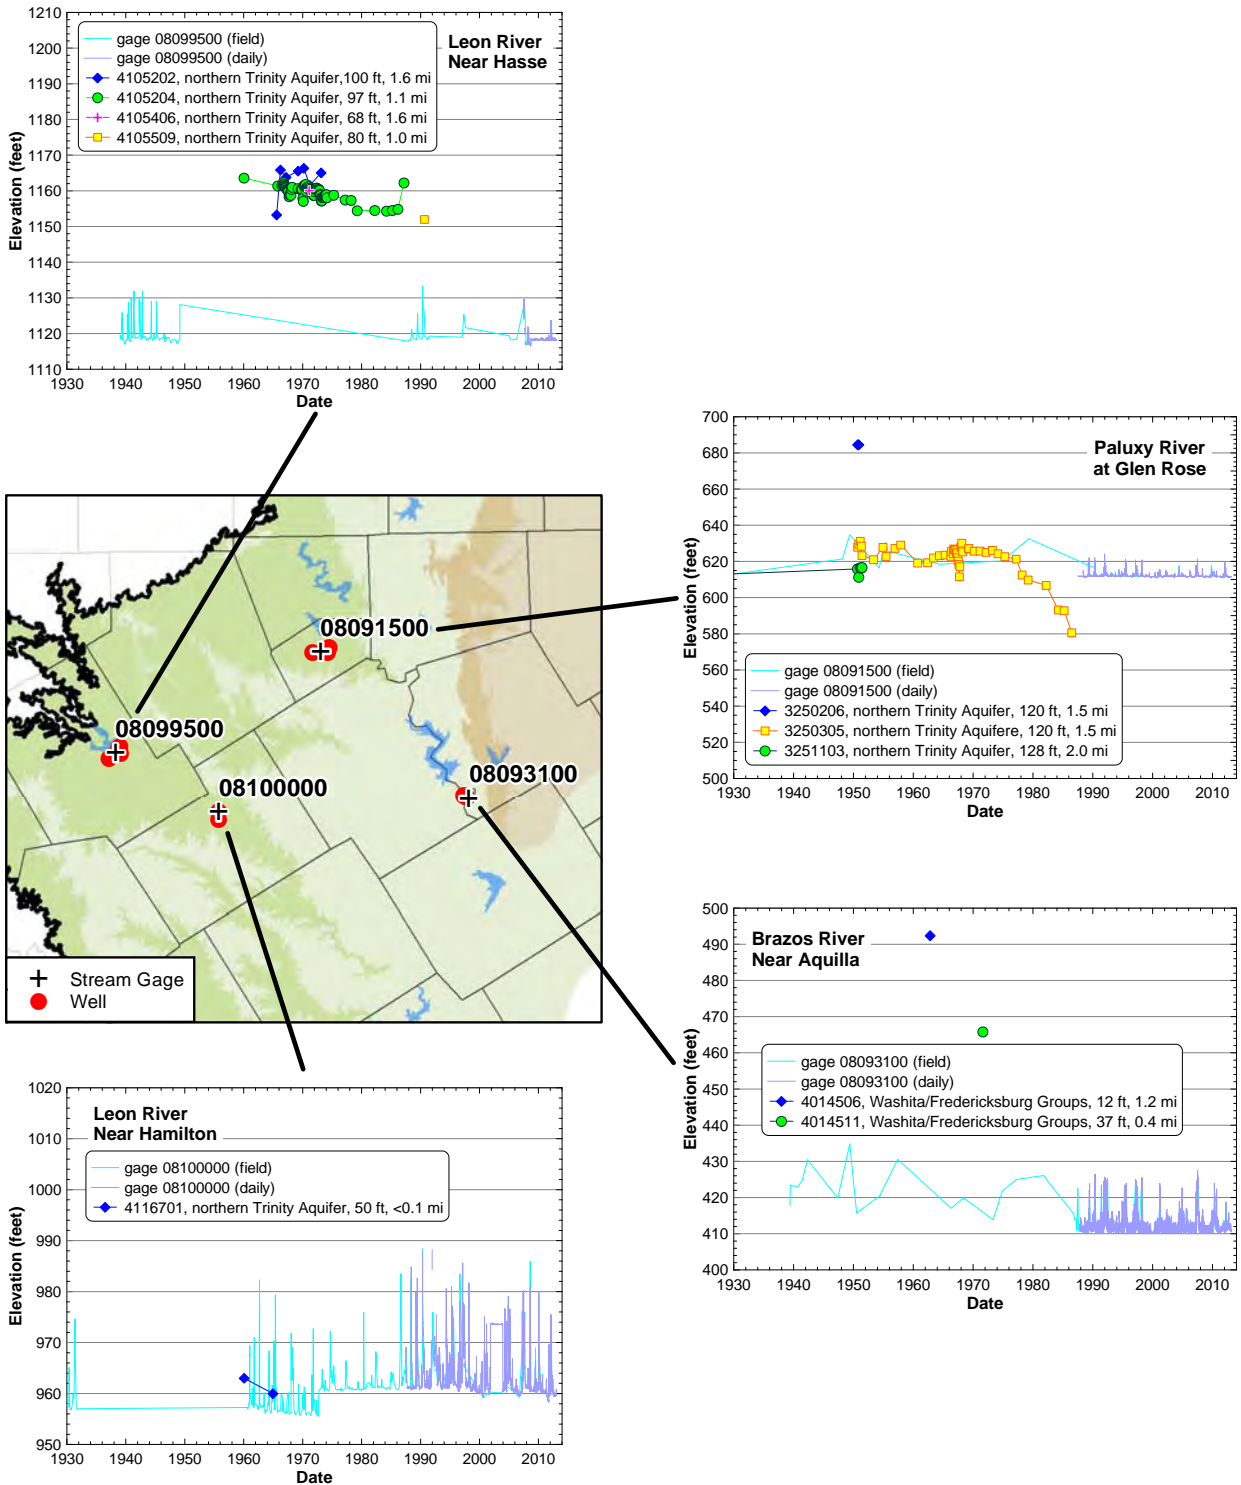 Leon River
Near Hasse
gage 08099500 (field)
gage 08099500 (daily)
4105202, northern Trinity Aquifer,100 ft, 1.6 mi
4105204, northern Trinity Aquifer, 97 ft, 1.1 mi
4105406, northern Trinity Aquifer, 68 ft, 1.6 mi
4105509, northern Trinity Aquifer, 80 ft, 1.0 mi
Elevation (feet)
1210
1200
1190
1180
1170
1160
1150
1140
1130
1120
1110
1930 1940 1950 1960 1970 1980 1990 2000 2010
Date
Paluxy River
at Glen Rose
gage 08091500 (field)
gage 08091500 (daily)
3250206, northern Trinity Aquifer, 120 ft, 1.5 mi
3250305, northern Trinity Aquifere, 120 ft, 1.5 mi
3251103, northern Trinity Aquifer, 128 ft, 2.0 mi
Elevation (feet)
700
680
660
640
620
600
580
560
540
520
500
1930 1940 1950 1960 1970 1980 1990 2000 2010
Date
08091500
08099500
08100000
08093100
Stream Gage
Well
Brazos River
Near Aquilla
gage 08093100 (field)
gage 08093100 (daily)
4014506, Washita/Fredericksburg Groups, 12 ft, 1.2 mi
4014511, Washita/Fredericksburg Groups, 37 ft, 0.4 mi
Elevation (feet)
500
490
480
470
460
450
440
430
420
410
400
1930 1940 1950 1960 1970 1980 1990 2000 2010
Date
Leon River
Near Hamilton
gage 08100000 (field)
gage 08100000 (daily)
4116701, northern Trinity Aquifer, 50 ft, <0.1 mi
Elevation (feet)
1020
1010
1000
990
980
970
960
950
1930 1940 1950 1960 1970 1980 1990 2000 2010
Date